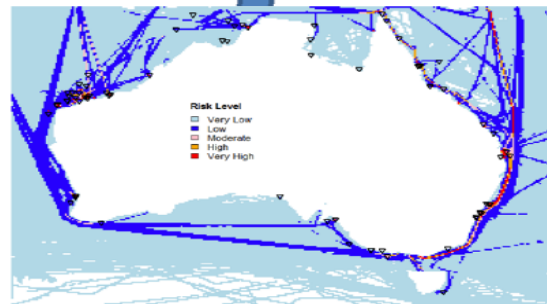 Risk Level
Very Low
Low
Moderate
High
Very High